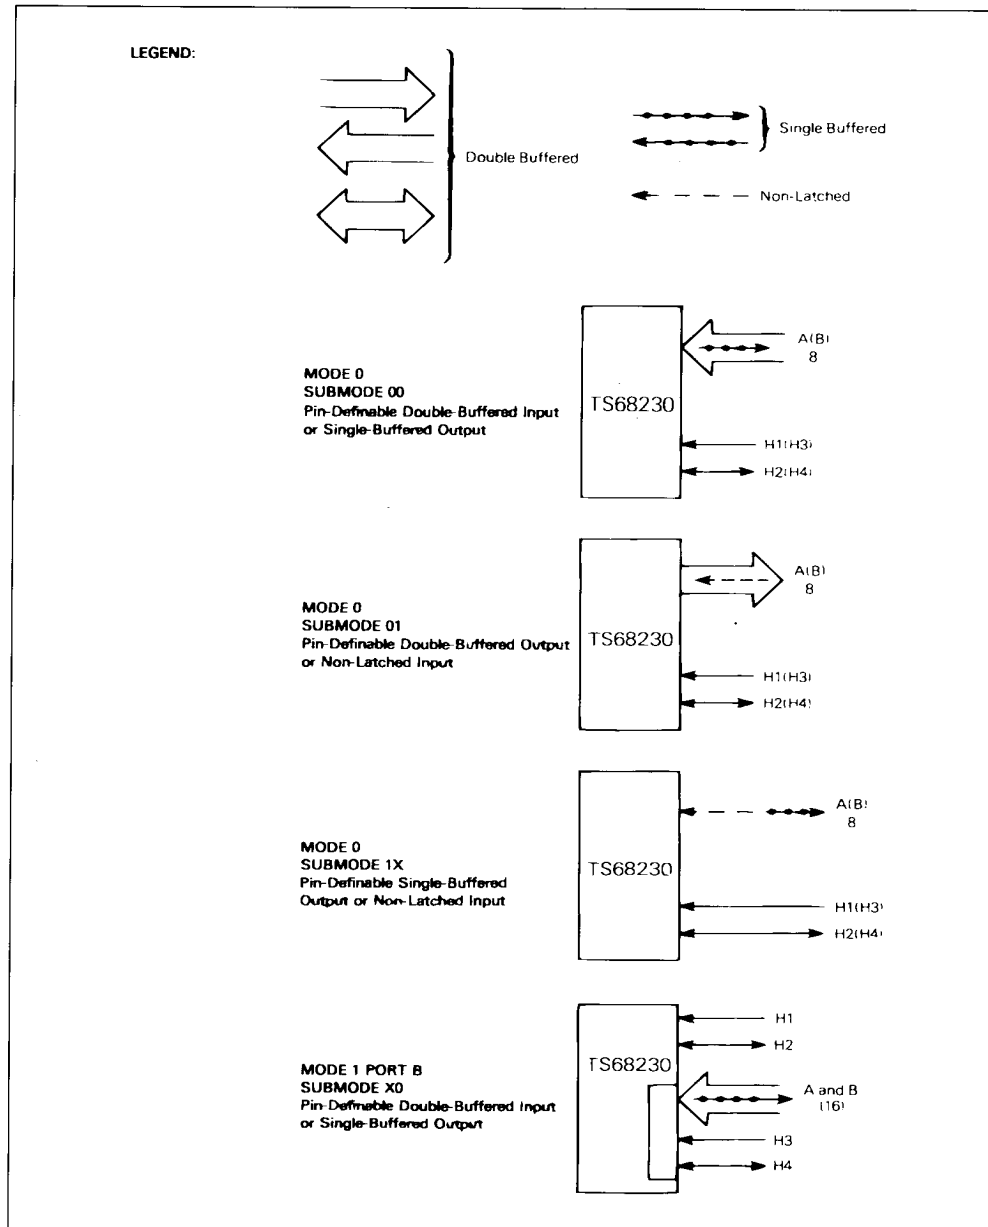 LEGEND:
Double Buffered
Single Buffered
Non-Latched
MODE 0
SUBMODE 00
Pin-Definable Double-Buffered Input
or Single-Buffered Output
TS68230
A(B)
8
H1(H3)
H2(H4)
MODE 0
SUBMODE 01
Pin-Definable Double-Buffered Output
or Non-Latched Input
TS68230
A(B)
8
H1(H3)
H2(H4)
MODE 0
SUBMODE 1X
Pin-Definable Single-Buffered
Output or Non-Latched Input
TS68230
A(B)
8
H1(H3)
H2(H4)
MODE 1 PORT B
SUBMODE X0
Pin-Definable Double-Buffered Input
or Single-Buffered Output
TS68230
H1
H2
A and B
(16)
H3
H4